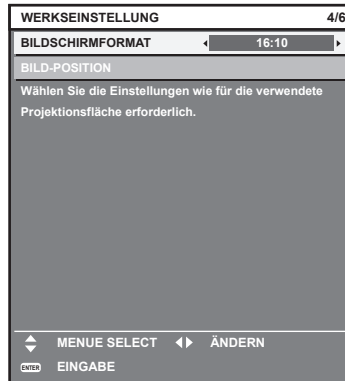 WERKSEINSTELLUNG 4/6
BILDSCHIRMFORMAT 16:10
BILD-POSITION
Wählen Sie die Einstellungen wie für die verwendete
Projektionsfläche erforderlich.
MENUE SELECT ÄNDERN
ENTER EINGABE